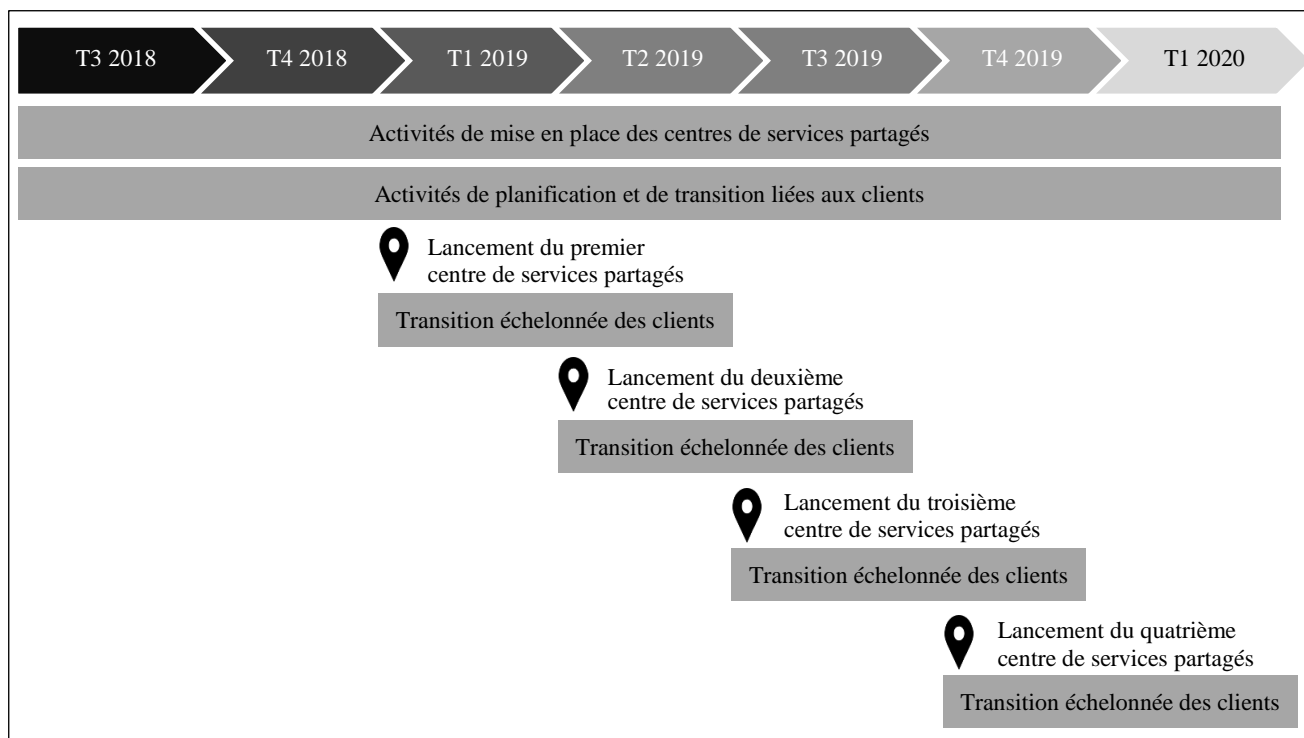 T3 2018 T4 2018 T1 2019 T2 2019 T3 2019 T4 2019 T1 2020
Activités de mise en place des centres de services partagés
Activités de planification et de transition liées aux clients
Lancement du premier
centre de services partagés
Transition échelonnée des clients
Lancement du deuxième
centre de services partagés
Transition échelonnée des clients
Lancement du troisième
centre de services partagés
Transition échelonnée des clients
Lancement du quatrième
centre de services partagés
Transition échelonnée des clients